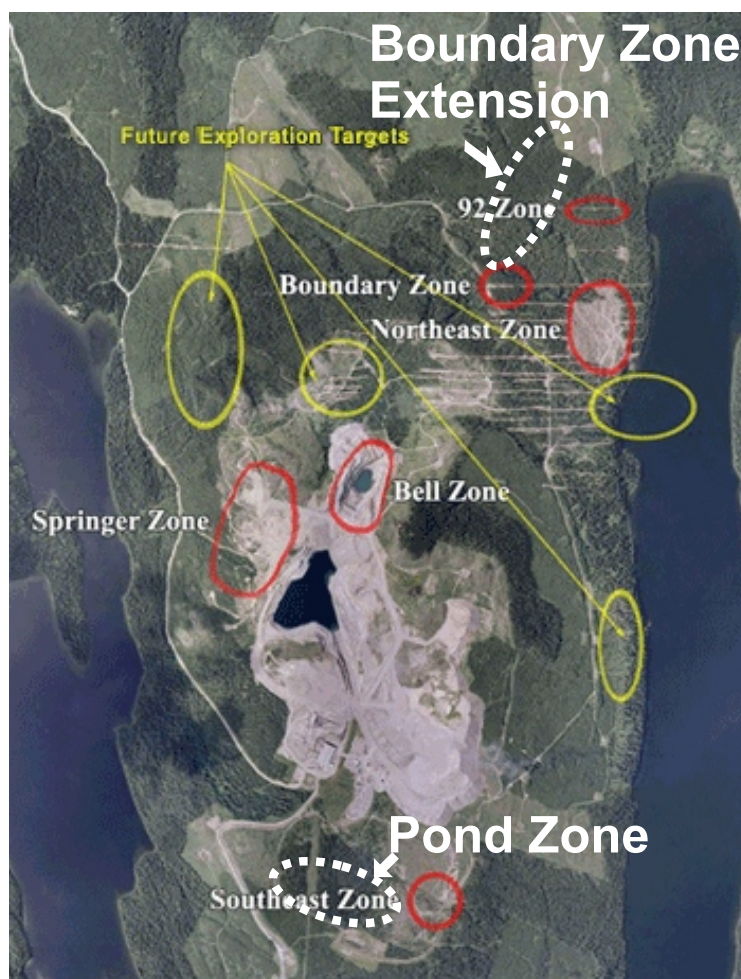 Boundary Zone
Extension
Future Exploration Targets
92 Zone
Boundary Zone
Northeast Zone
Bell Zone
Springer Zone
Pond Zone
Southeast Zone